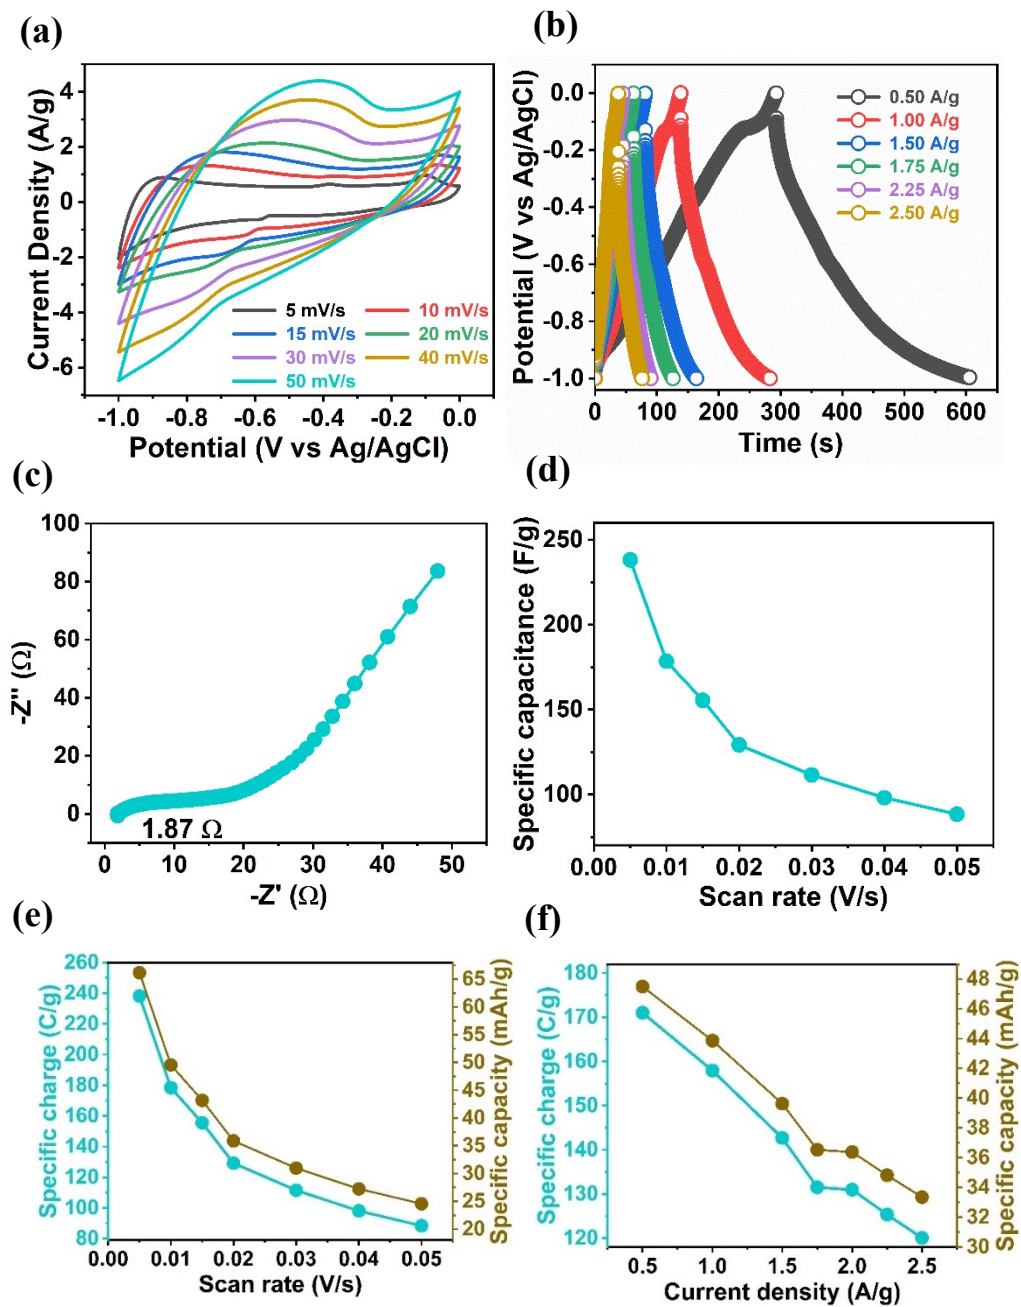 (a)
(b)
Current Density (A/g)
4
2
0
-2
-4
-6
5 mV/s
10 mV/s
15 mV/s
20 mV/s
30 mV/s
40 mV/s
50 mV/s
-1.0
-0.8
-0.6
-0.4
-0.2
0.0
Potential (V vs Ag/AgCl)
Potential (V vs Ag/AgCl)
0.0
-0.2
-0.4
-0.6
-0.8
-1.0
0.50 A/g
1.00 A/g
1.50 A/g
1.75 A/g
2.25 A/g
2.50 A/g
0
100
200
300
400
500
600
Time (s)
(c)
(d)
-Z'' (Ω)
100
80
60
40
20
0
1.87 Ω
0
10
20
30
40
50
-Z' (Ω)
Specific capacitance (F/g)
250
200
150
100
0.00
0.01
0.02
0.03
0.04
0.05
Scan rate (V/s)
(e)
(f)
Specific charge (C/g)
260
240
220
200
180
160
140
120
100
80
0.00
0.01
0.02
0.03
0.04
0.05
Scan rate (V/s)
65
60
55
50
45
40
35
30
25
20
Specific capacity (mAh/g)
Specific charge (C/g)
180
170
160
150
140
130
120
0.5
1.0
1.5
2.0
2.5
Current density (A/g)
48
46
44
42
40
38
36
34
32
30
Specific capacity (mAh/g)